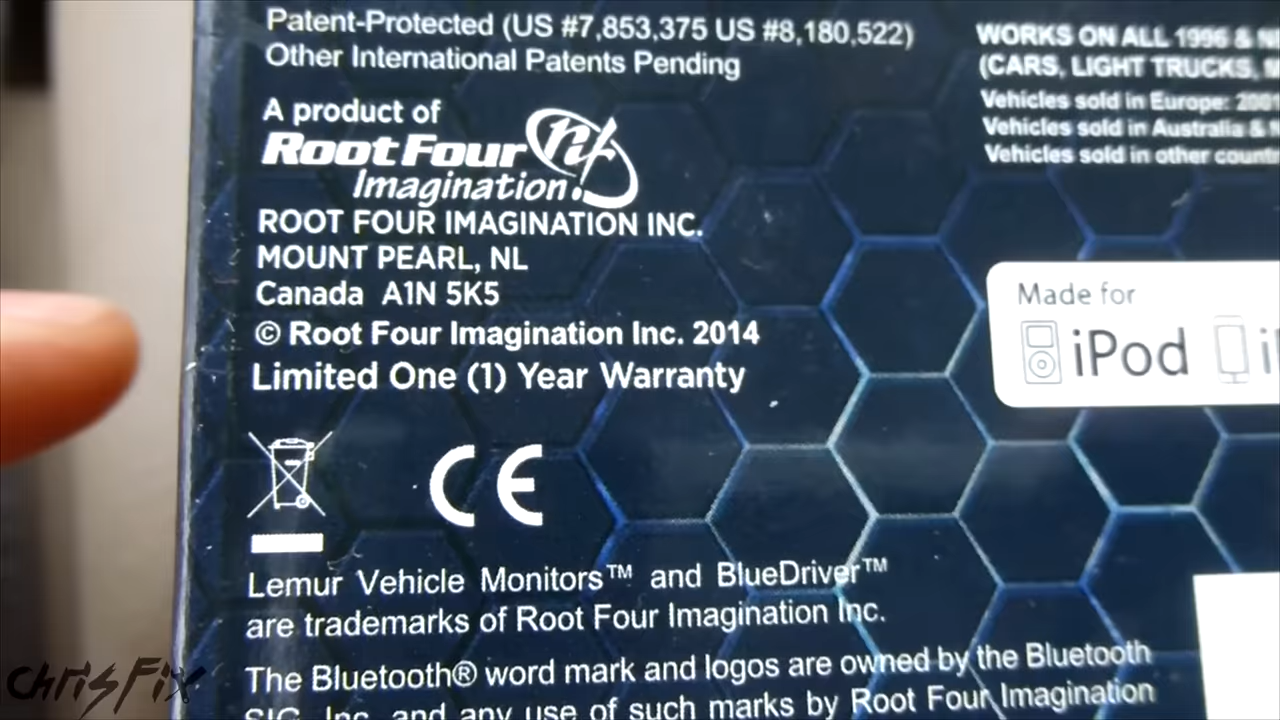 Patent-Protected (US #7,853,375 US #8,180,522)
Other International Patents Pending
A product of
Root Four
Imagination.
ROOT FOUR IMAGINATION INC.
MOUNT PEARL, NL
Canada A1N 5K5
© Root Four Imagination Inc. 2014
Limited One (1) Year Warranty
CE
Lemur Vehicle Monitors™ and BlueDriver™
are trademarks of Root Four Imagination Inc.
The Bluetooth® word mark and logos are owned by the Bluetooth
SIG, Inc. and any use of such marks by Root Four Imagination
WORKS ON ALL 1996 &
(CARS, LIGHT TRUCKS,
Vehicles sold in Europe: 2001
Vehicles sold in Australia &
Vehicles sold in other
Made for
iPod
ChrisFix